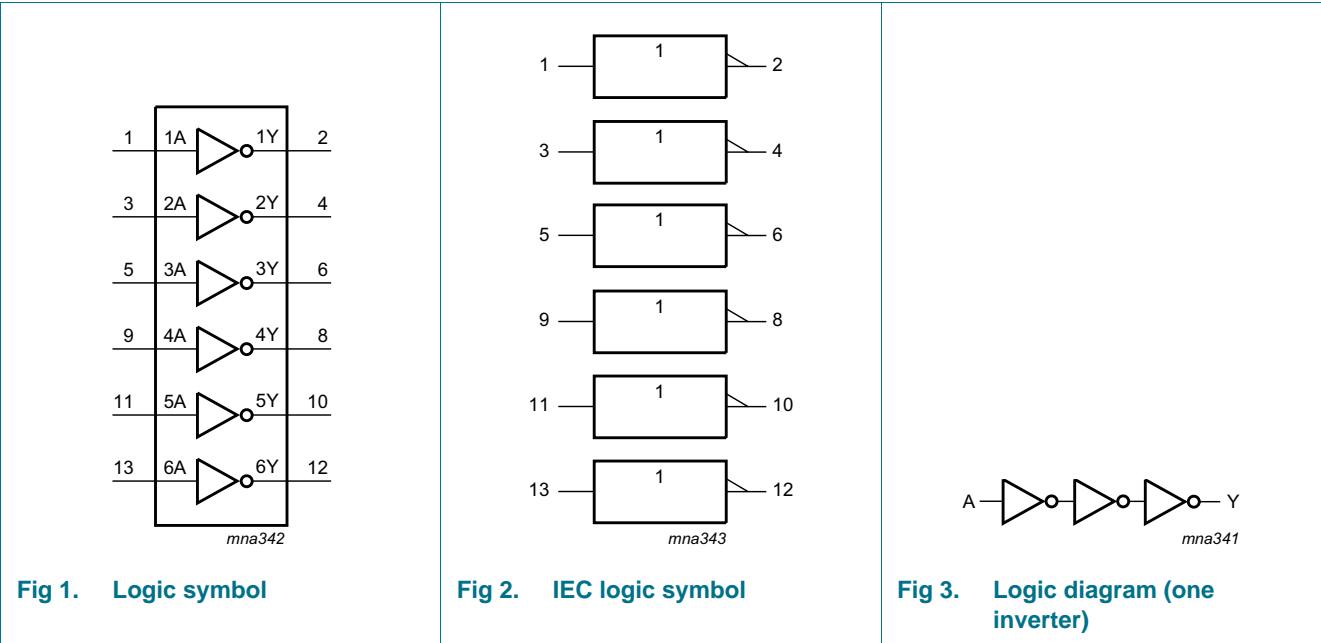 1 1A 1Y 2
3 2A 2Y 4
5 3A 3Y 6
9 4A 4Y 8
11 5A 5Y 10
13 6A 6Y 12
mna342
Fig 1. Logic symbol
1 1 2
3 1 4
5 1 6
9 1 8
11 1 10
13 1 12
mna343
Fig 2. IEC logic symbol
A Y
mna341
Fig 3. Logic diagram (one
inverter)